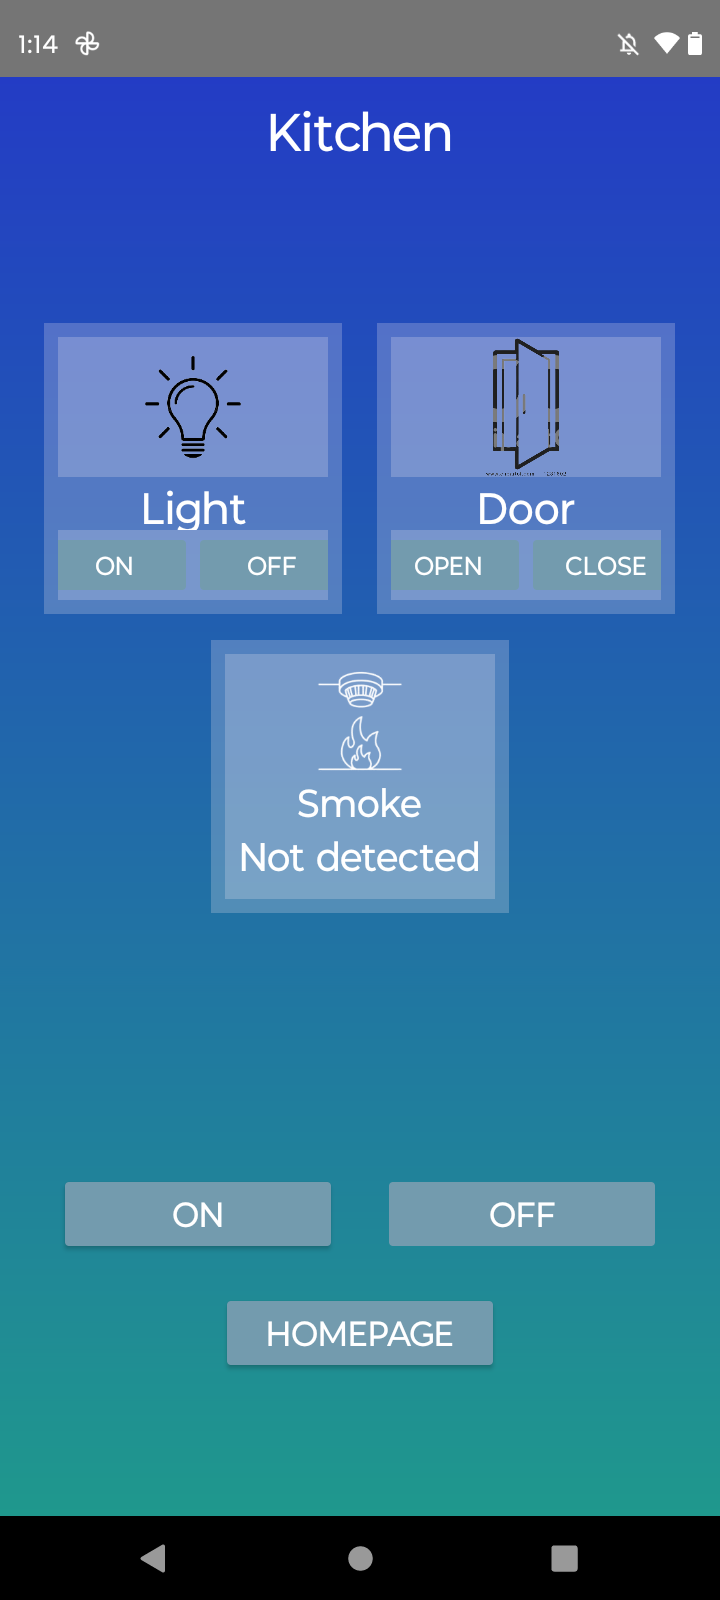 1:14
Kitchen
Light
Door
ON
OFF
OPEN
CLOSE
Smoke
Not detected
ON
OFF
HOMEPAGE